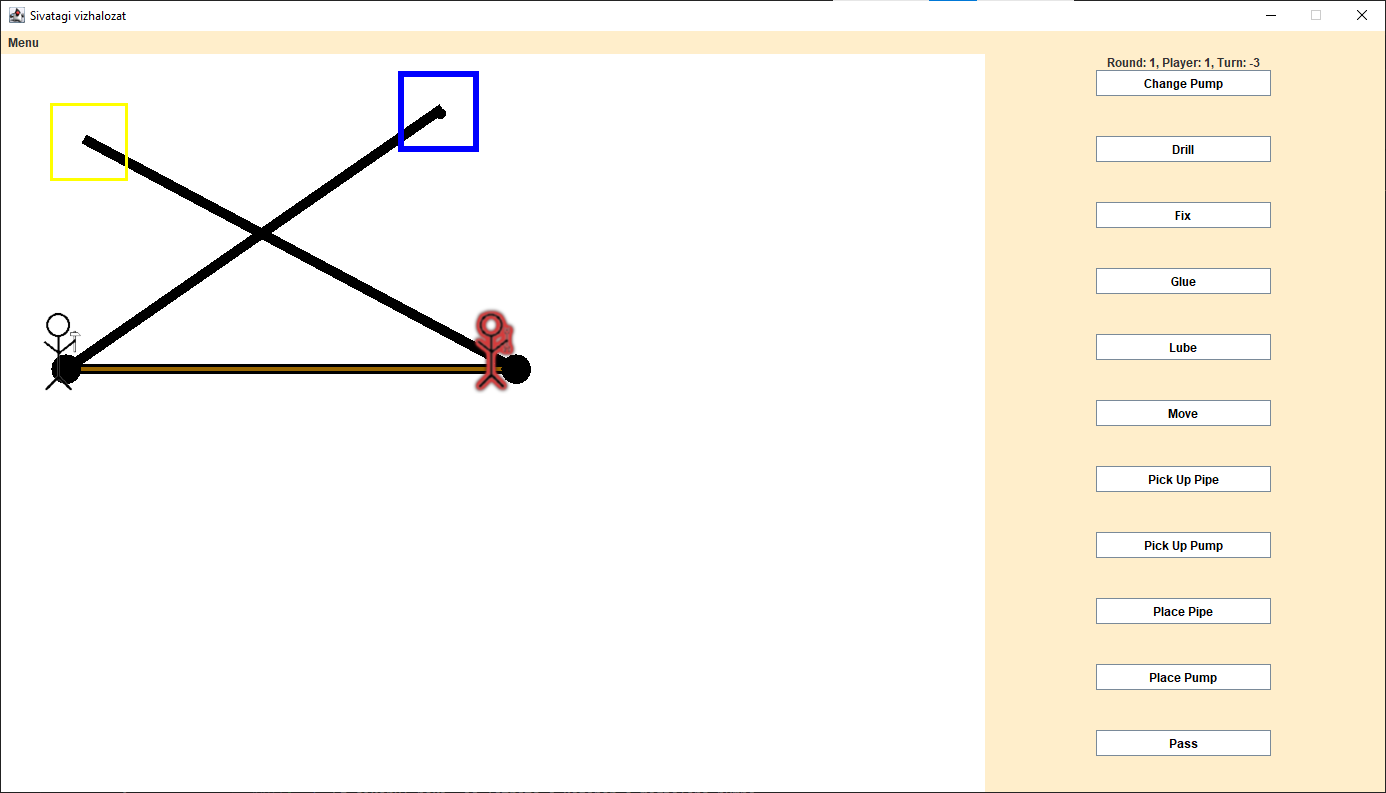 Sivatagi vizhalozat
Menu
Round: 1, Player: 1, Turn: -3
Change Pump
Drill
Fix
Glue
Lube
Move
Pick Up Pipe
Pick Up Pump
Place Pipe
Place Pump
Pass